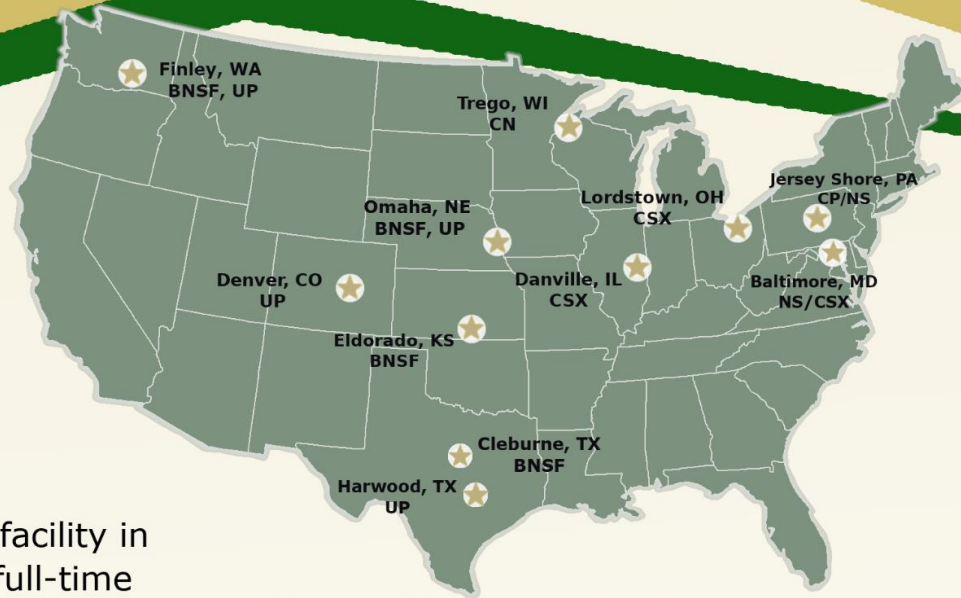 Finley, WA
BNSF, UP
Trego, WI
CN
Jersey Shore, PA
CP/NS
Lordstown, OH
CSX
Omaha, NE
BNSF, UP
Denver, CO
UP
Danville, IL
CSX
Baltimore, MD
NS/CSX
Eldorado, KS
BNSF
Cleburne, TX
BNSF
Harwood, TX
UP
facility in
full-time